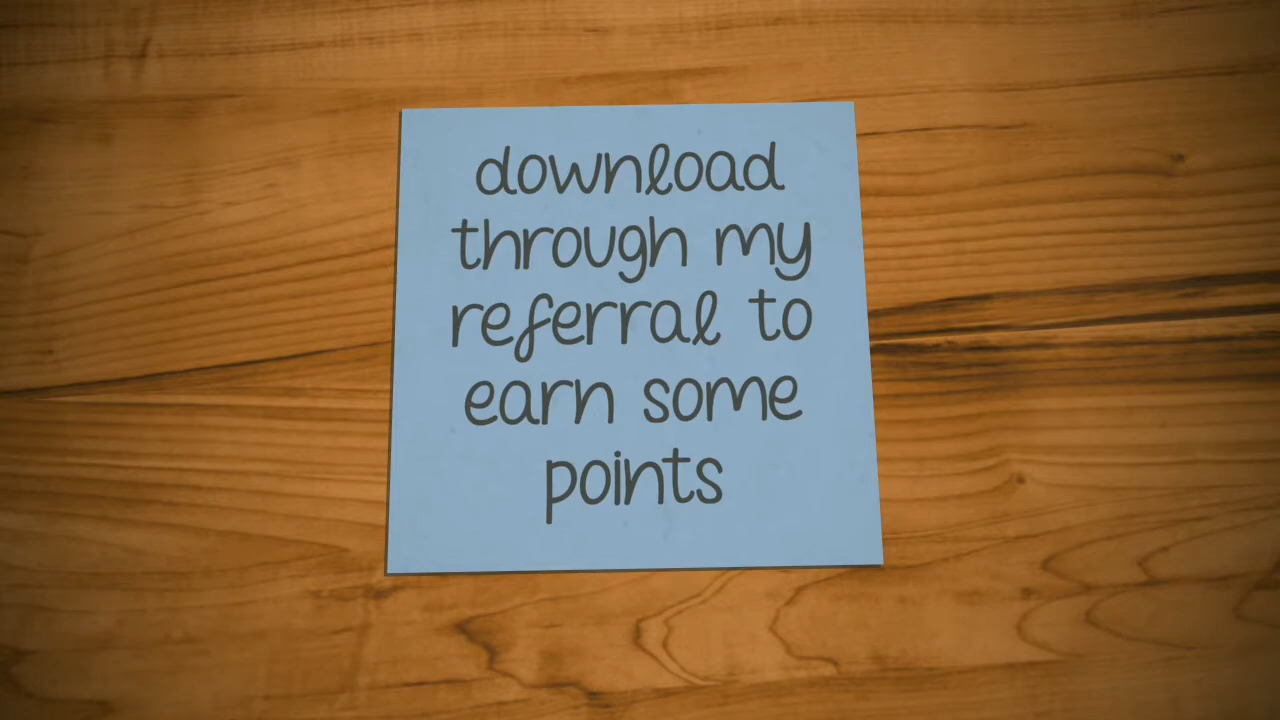 download
through my
referral to
earn some
points